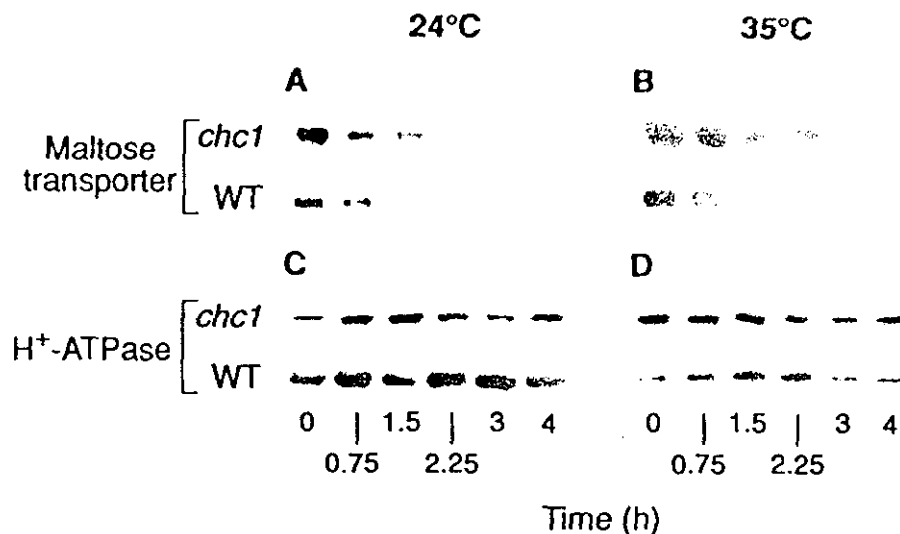 24°C 35°C
A B
chc1
Maltose transporter
WT
C D
chc1
H⁺-ATPase
WT
0 1.5 3 4 0 1.5 3 4
0.75 2.25 0.75 2.25
Time (h)